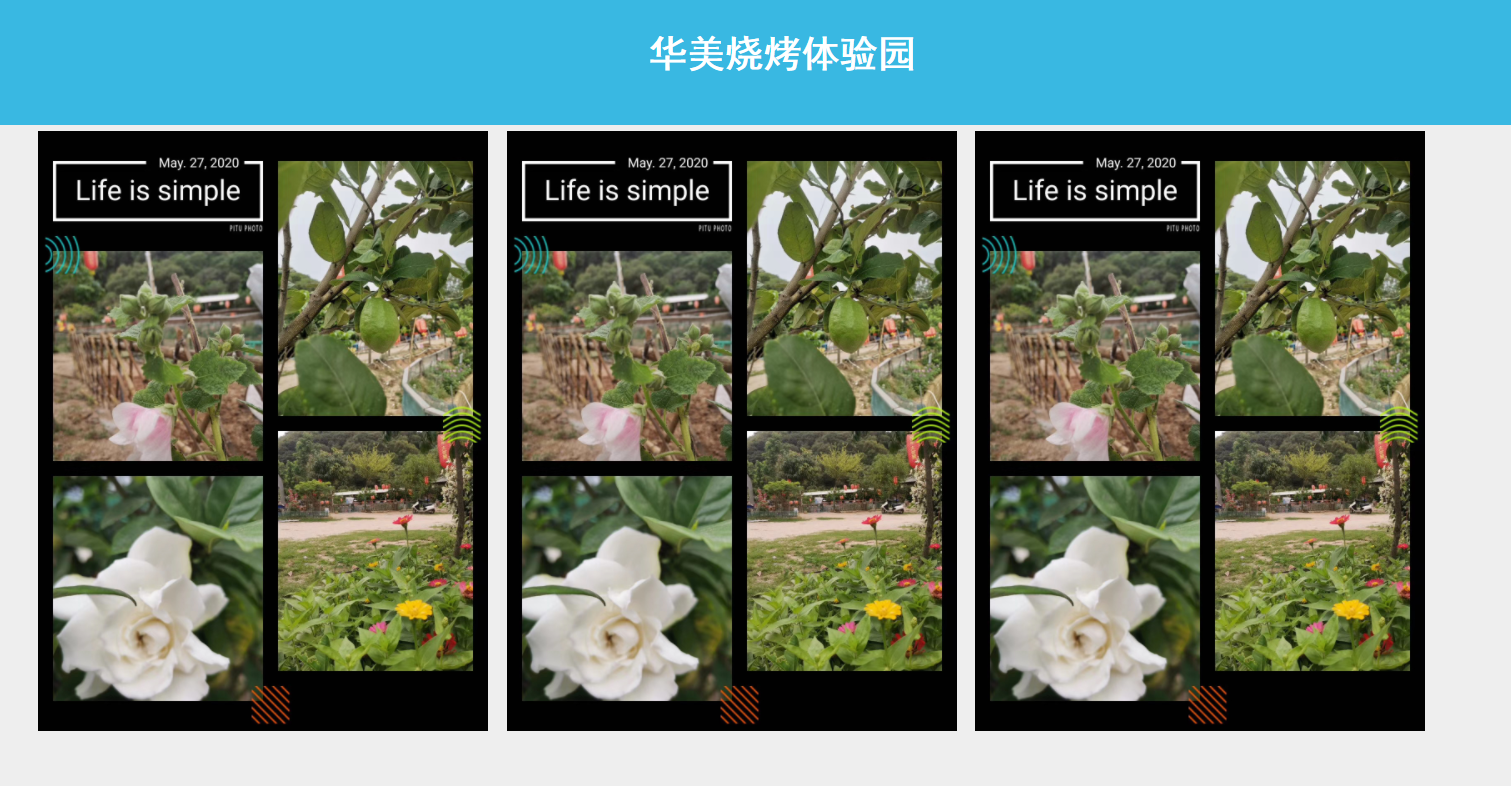 华美烧烤体验园
May. 27, 2020
Life is simple
PITU PHOTO
May. 27, 2020
Life is simple
PITU PHOTO
May. 27, 2020
Life is simple
PITU PHOTO